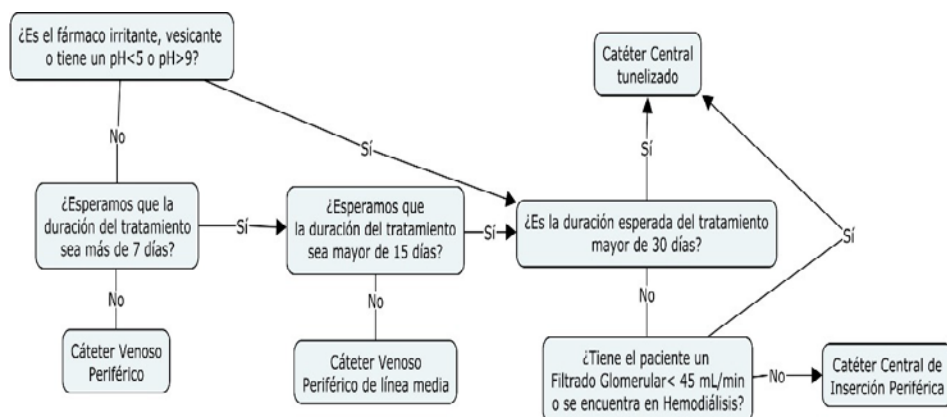 ¿Es el fármaco irritante, vesicante
o tiene un pH<5 o pH>9?
Catéter Central
tunelizado
No
Sí
Sí
Sí
¿Esperamos que la
duración del tratamiento
sea más de 7 días?
Sí
¿Esperamos que
la duración del tratamiento
sea mayor de 15 días?
Sí
¿Es la duración esperada del tratamiento
mayor de 30 días?
No
No
No
Cáteter Venoso
Periférico
Cáteter Venoso
Periférico de línea media
¿Tiene el paciente un
Filtrado Glomerular< 45 mL/min
o se encuentra en Hemodiálisis?
No
Catéter Central de
Inserción Periférica